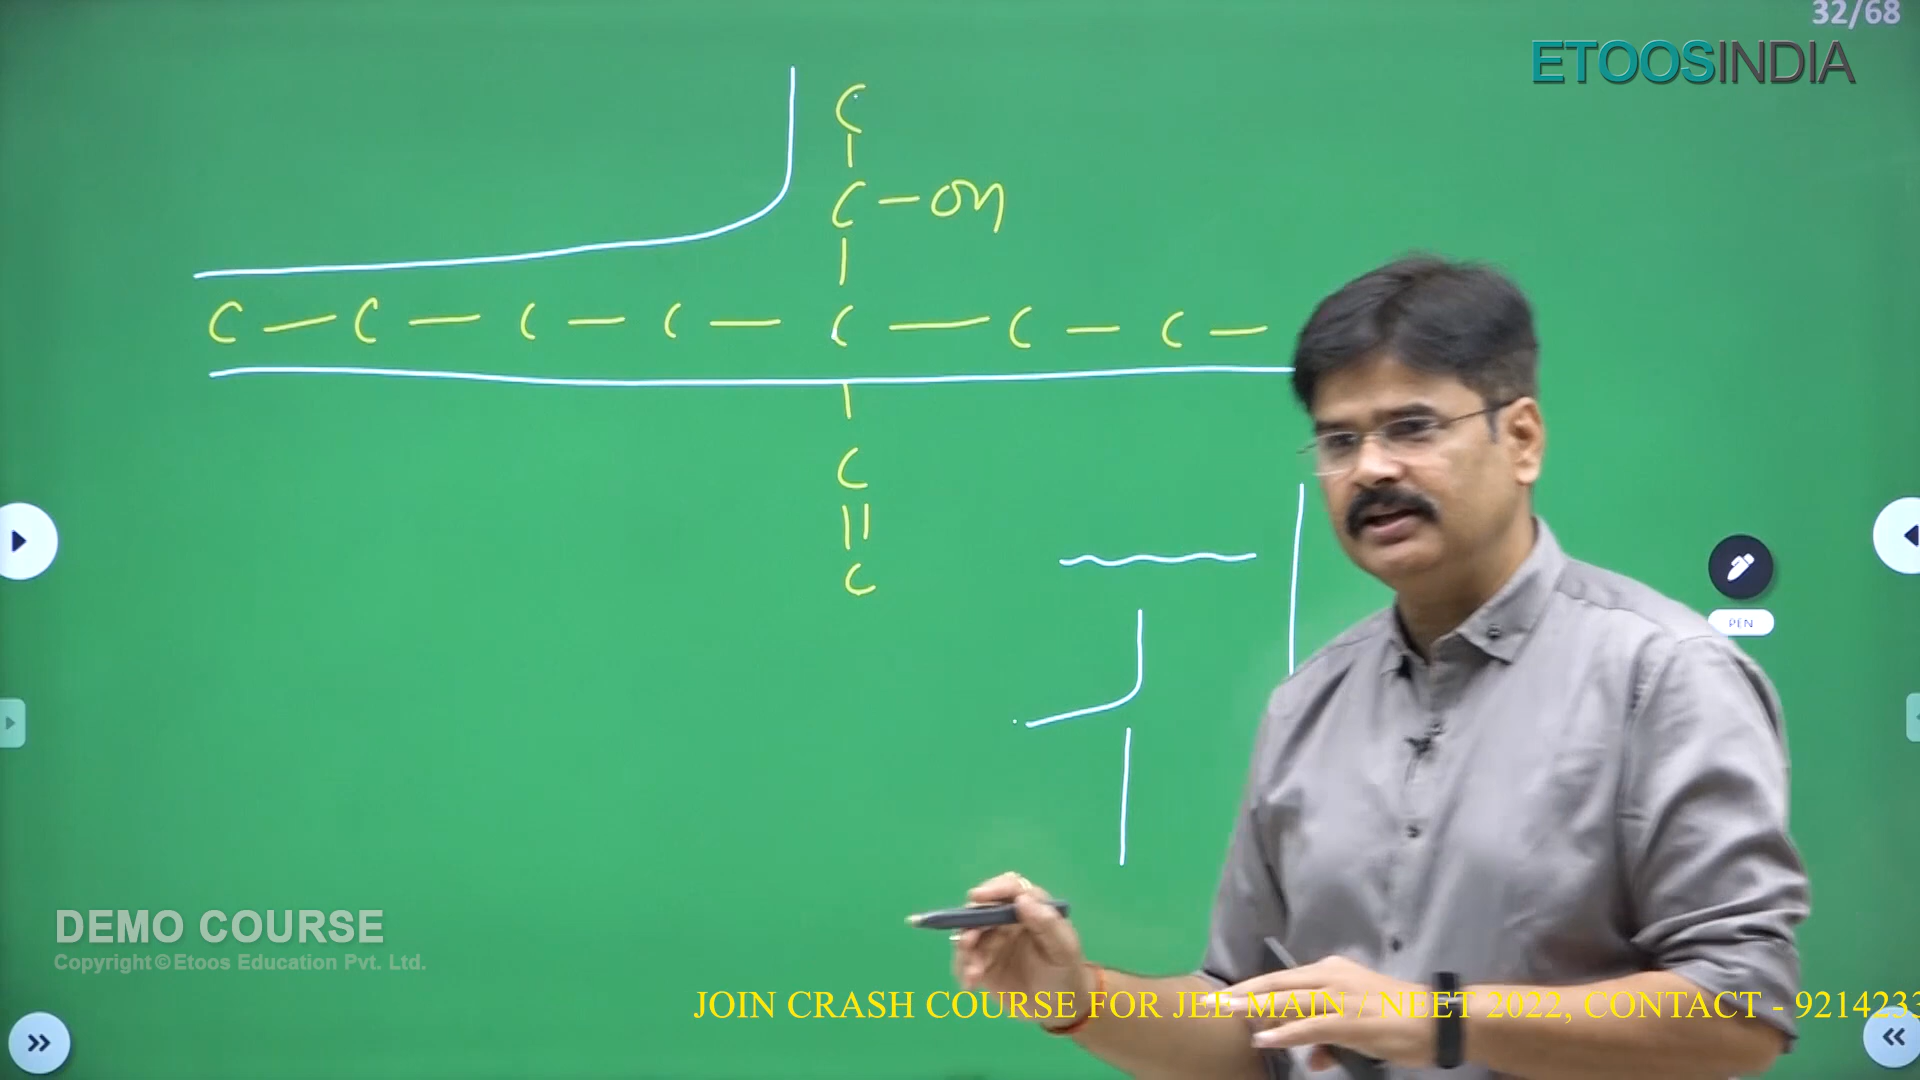 32/68
ETOOSINDIA
C
C - OH
C - C - C - C - C - C - C -
C
C
PEN
DEMO COURSE
Copyright © Etoos Education Pvt. Ltd.
JOIN CRASH COURSE FOR JEE MAIN / NEET 2022, CONTACT - 921423